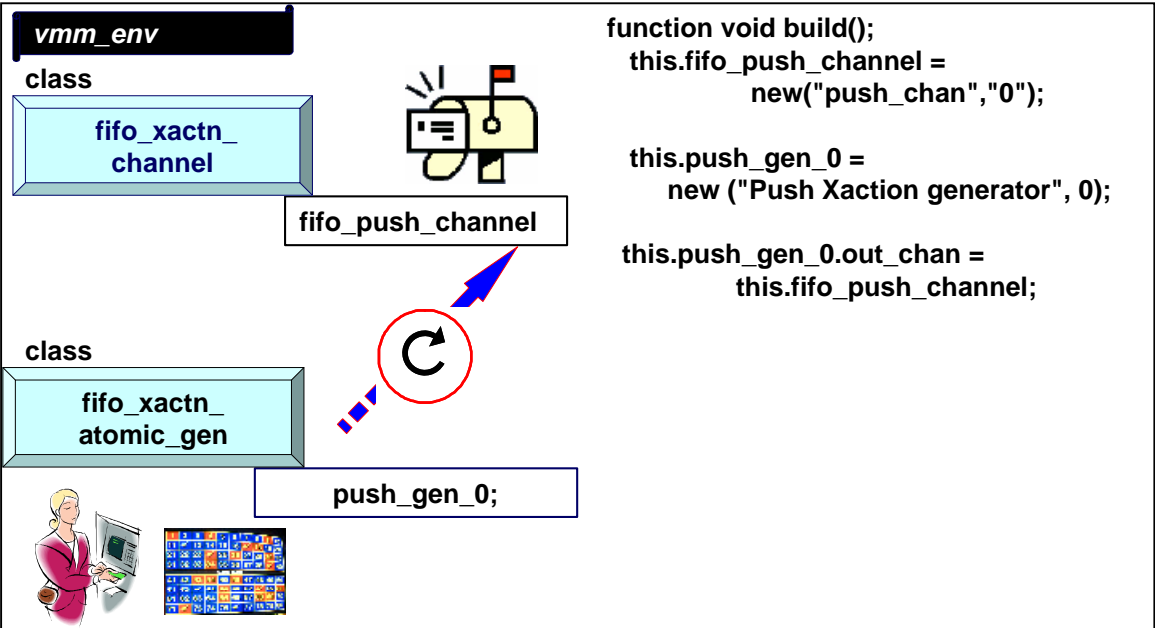 vmm_env
class
fifo_xactn_
channel
fifo_push_channel
class
fifo_xactn_
atomic_gen
push_gen_0;
function void build();
this.fifo_push_channel =
new("push_chan","0");
this.push_gen_0 =
new ("Push Xaction generator", 0);
this.push_gen_0.out_chan =
this.fifo_push_channel;